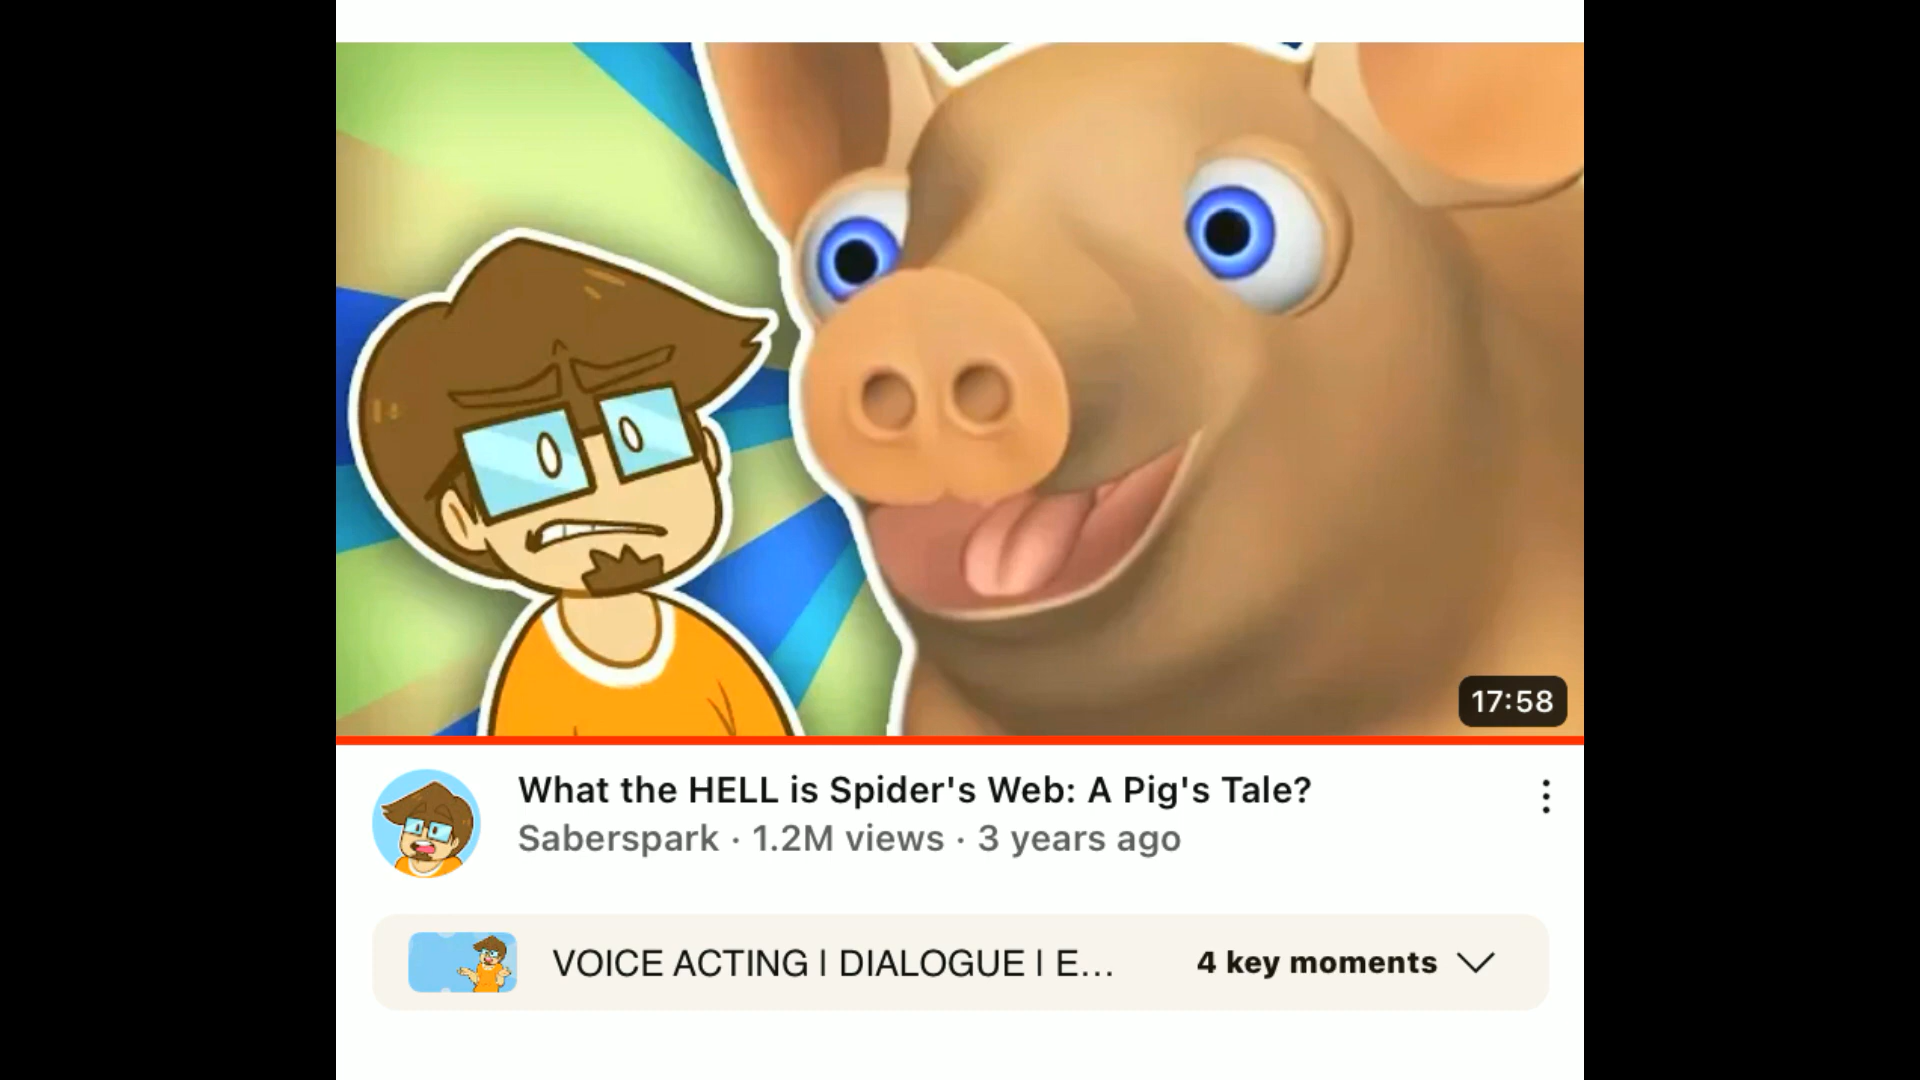 17:58
What the HELL is Spider's Web: A Pig's Tale?
Saberspark · 1.2M views · 3 years ago
VOICE ACTING | DIALOGUE | E... 4 key moments